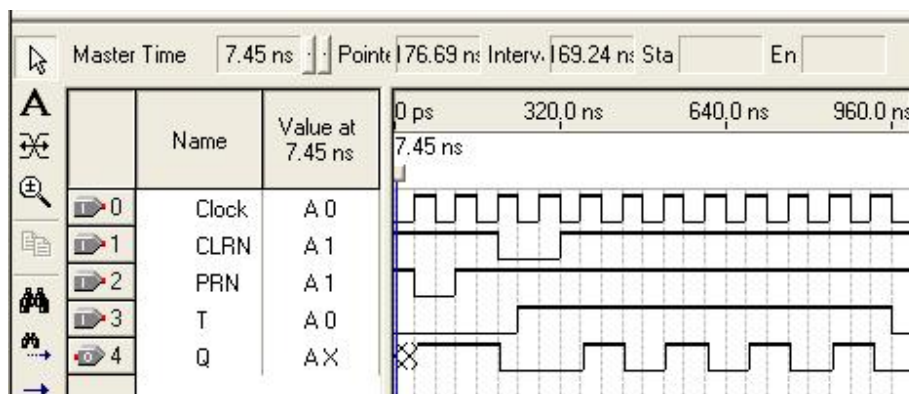 Master Time 7.45 ns Pointe 176.69 ns Interv 169.24 ns Sta En
A
Name
Value at
7.45 ns
0 ps 320.0 ns 640.0 ns 960.0 ns
7.45 ns
0 Clock A 0
1 CLRN A 1
2 PRN A 1
3 T A 0
4 Q A X